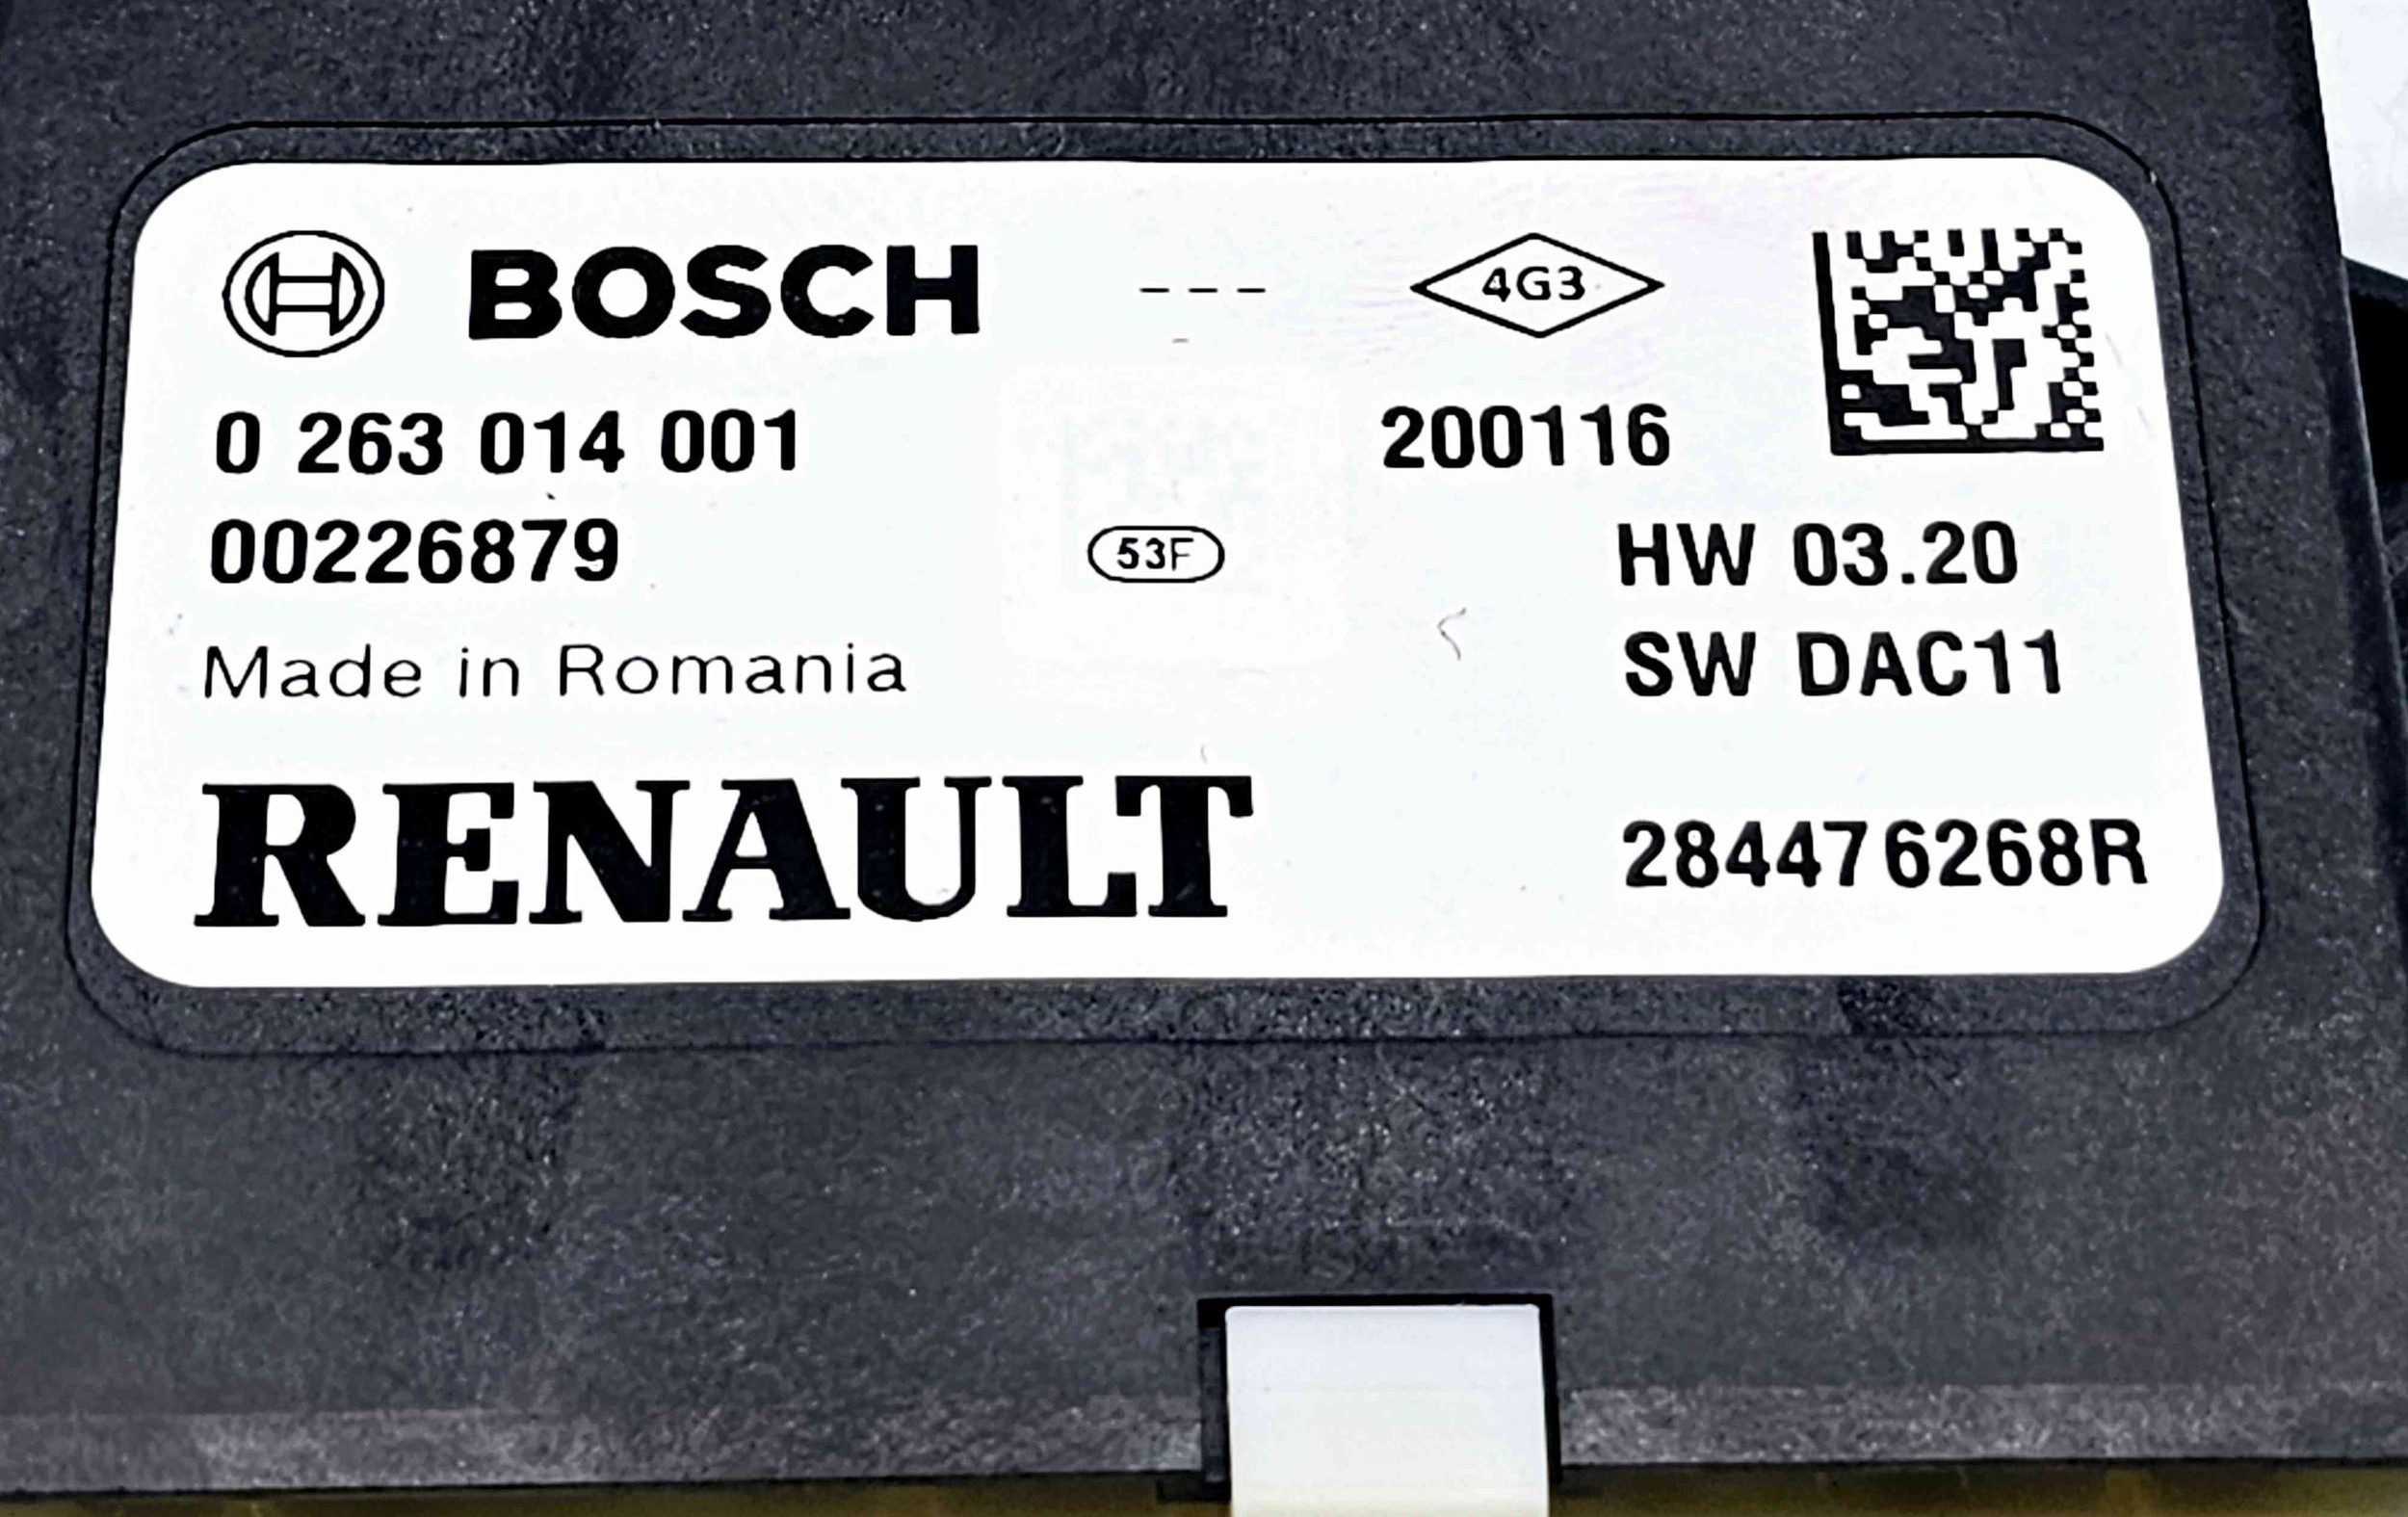 BOSCH --- 4G3
0 263 014 001 200116
00226879 53F HW 03.20
Made in Romania SW DAC11
RENAULT 284476268R